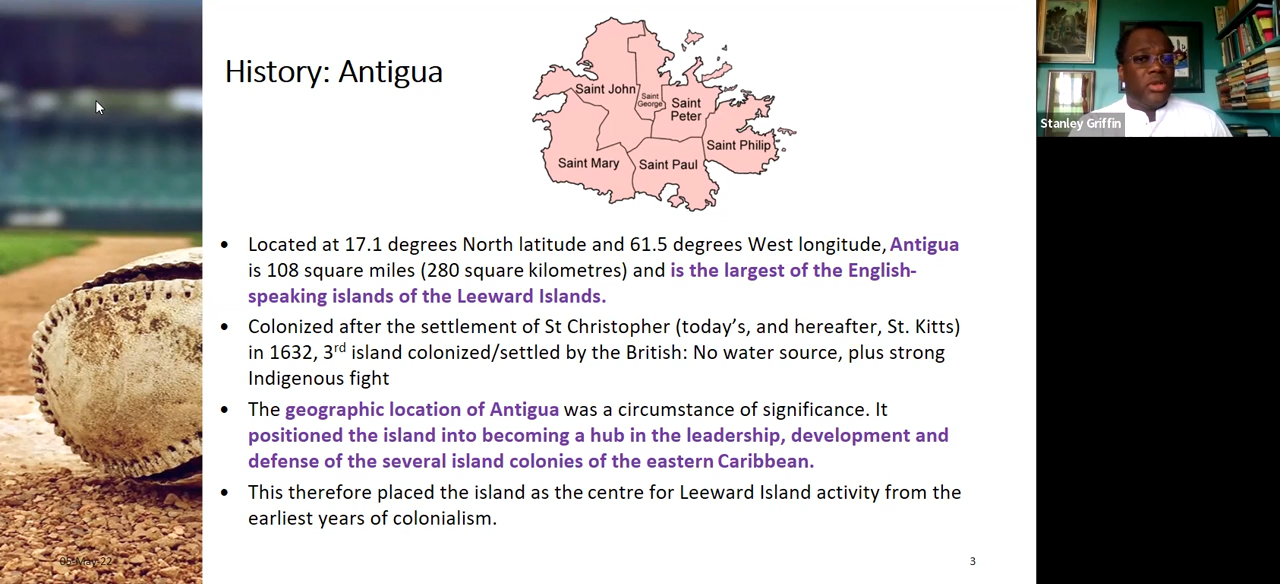 History: Antigua
Saint John
Saint
George
Saint
Peter
Saint Philip
Saint Mary
Saint Paul
Stanley Griffin
• Located at 17.1 degrees North latitude and 61.5 degrees West longitude, Antigua
is 108 square miles (280 square kilometres) and is the largest of the English-
speaking islands of the Leeward Islands.
• Colonized after the settlement of St Christopher (today’s, and hereafter, St. Kitts)
in 1632, 3rd island colonized/settled by the British: No water source, plus strong
Indigenous fight
• The geographic location of Antigua was a circumstance of significance. It
positioned the island into becoming a hub in the leadership, development and
defense of the several island colonies of the eastern Caribbean.
• This therefore placed the island as the centre for Leeward Island activity from the
earliest years of colonialism.
05-May-22
3